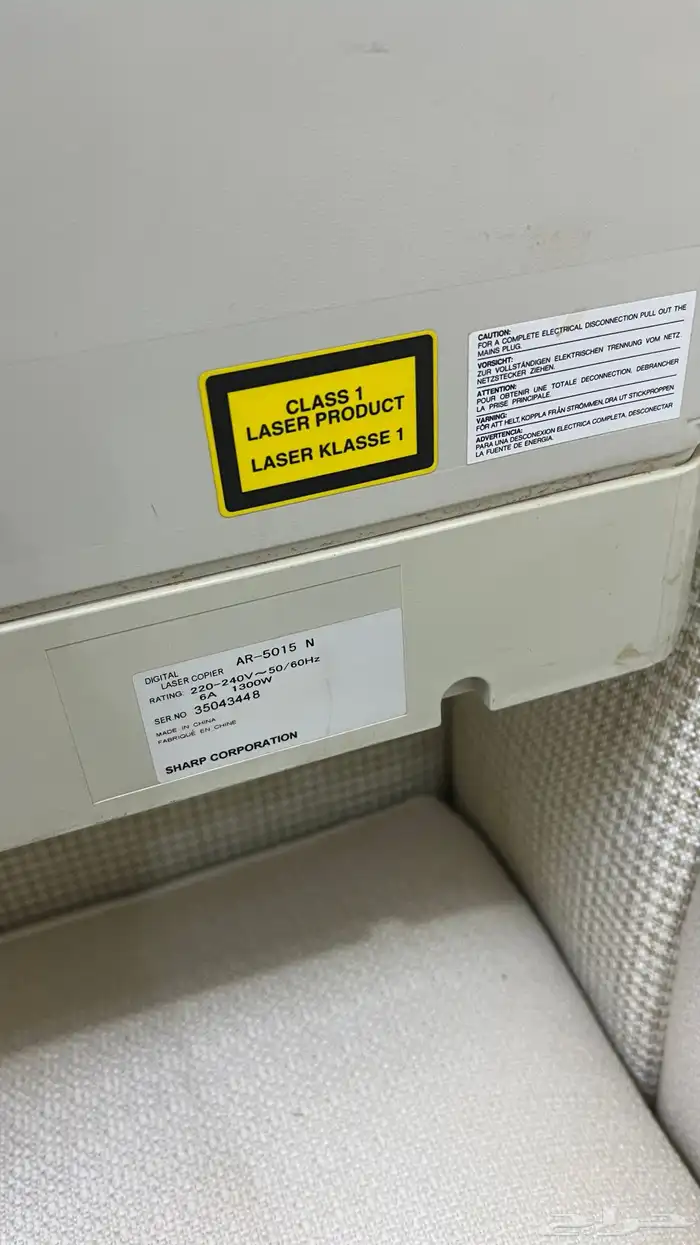 CLASS 1
LASER PRODUCT
LASER KLASSE 1
CAUTION:
FOR A COMPLETE ELECTRICAL DISCONNECTION PULL OUT THE
MAINS PLUG.
VORSICHT:
ZUR VOLLSTÄNDIGEN ELEKTRISCHEN TRENNUNG VOM NETZ
NETZSTECKER ZIEHEN.
ATTENTION:
POUR OBTENIR UNE TOTALE DECONNECTION, DEBRANCHER
LA PRISE PRINCIPALE.
VARNING:
FÖR ATT HELT, KOPPLA FRÅN STRÖMMEN, DRA UT STICKPROPPEN
ADVERTENCIA:
PARA UNA DESCONEXION ELECTRICA COMPLETA, DESCONECTAR
LA FUENTE DE ENERGIA.
DIGITAL
LASER COPIER AR-5015 N
RATING 220-240V~50/60Hz
6A 1300W
SER.NO 35043448
MADE IN CHINA
FABRIQUÉ EN CHINE
SHARP CORPORATION
حراج